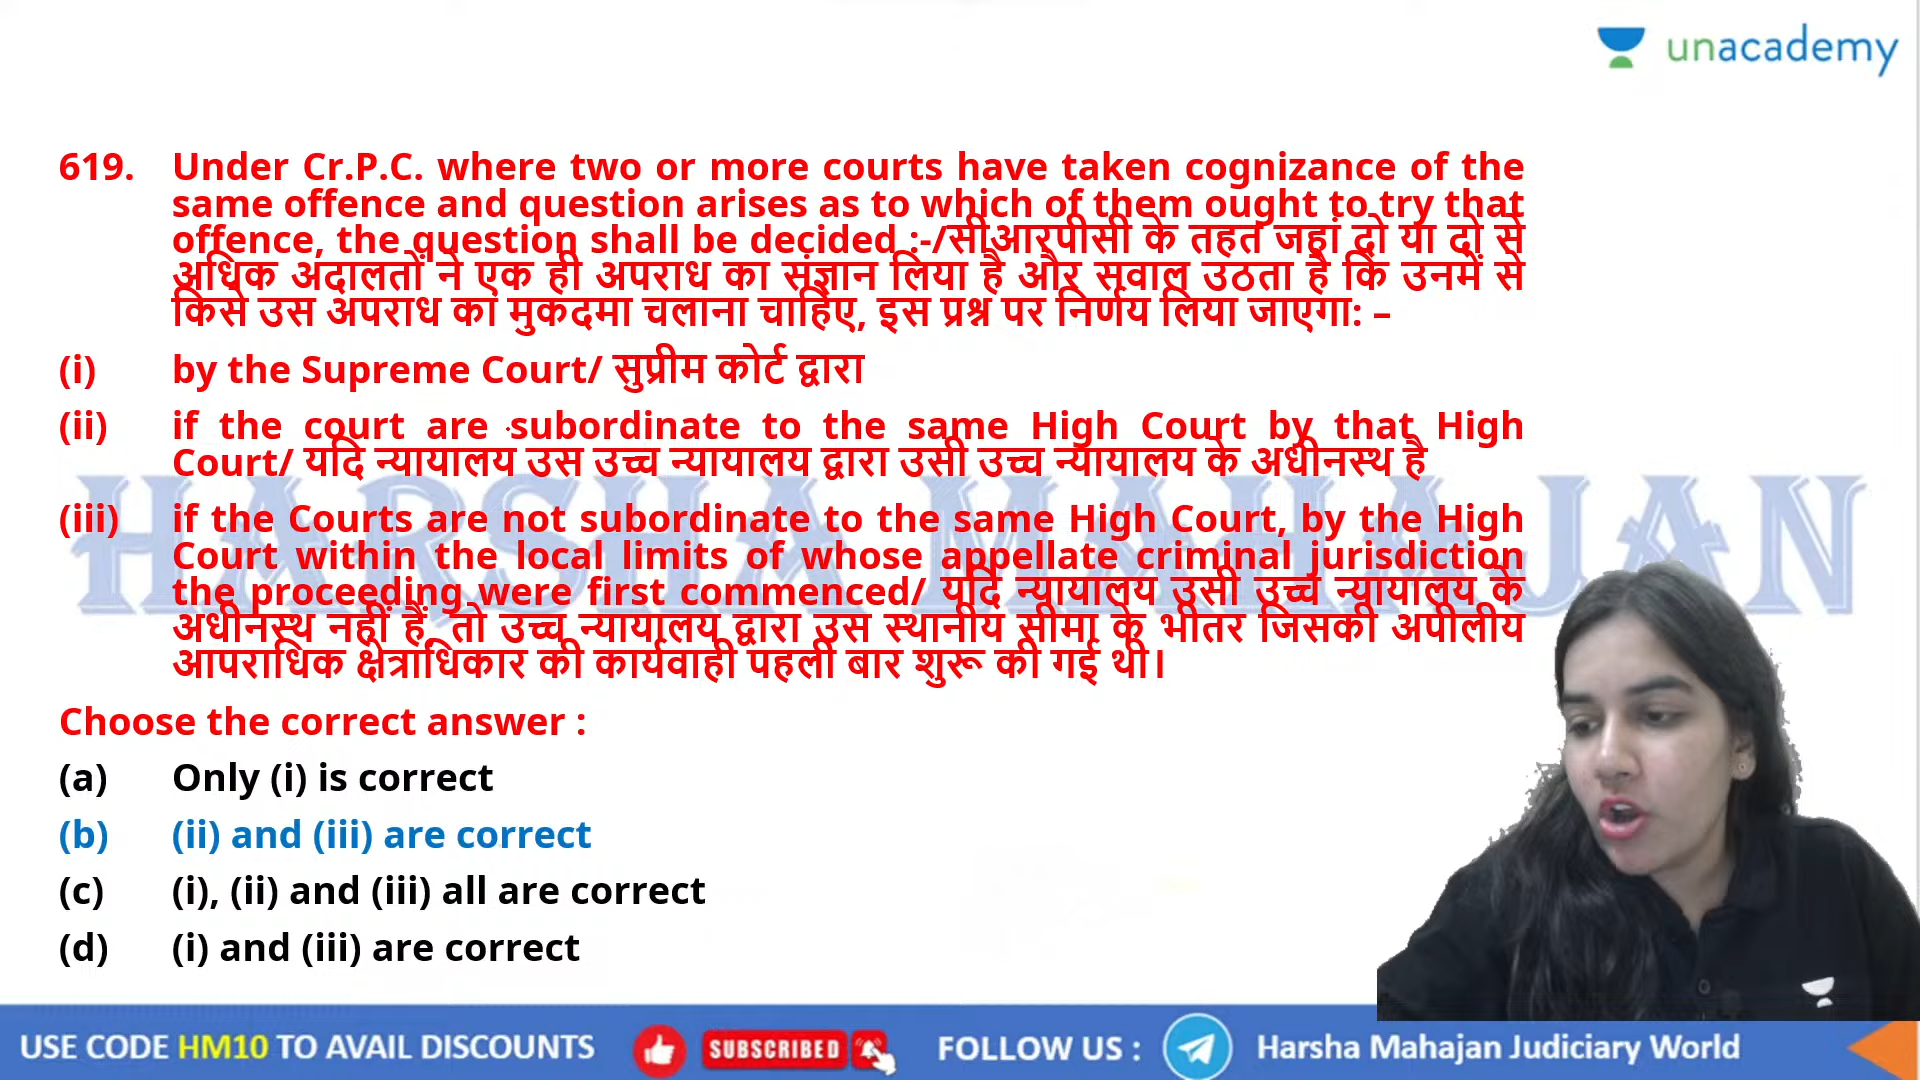 unacademy
619. Under Cr.P.C. where two or more courts have taken cognizance of the
same offence and question arises as to which of them ought to try that
offence, the question shall be decided :-/सीआरपीसी के तहत जहां दो या दो से
अधिक अदालतों ने एक ही अपराध का संज्ञान लिया है और सवाल उठता है कि उनमें से
किसे उस अपराध का मुकदमा चलाना चाहिए, इस प्रश्न पर निर्णय लिया जाएगा: –
(i) by the Supreme Court/ सुप्रीम कोर्ट द्वारा
(ii) if the court are subordinate to the same High Court by that High
Court/ यदि न्यायालय उस उच्च न्यायालय द्वारा उसी उच्च न्यायालय के अधीनस्थ है
(iii) if the Courts are not subordinate to the same High Court, by the High
Court within the local limits of whose appellate criminal jurisdiction
the proceeding were first commenced/ यदि न्यायालय उसी उच्च न्यायालय के
अधीनस्थ नहीं हैं, तो उच्च न्यायालय द्वारा उस स्थानीय सीमा के भीतर जिसकी अपीलीय
आपराधिक क्षेत्राधिकार की कार्यवाही पहली बार शुरू की गई थी।
HARSHA MAHAJAN
Choose the correct answer :
(a) Only (i) is correct
(b) (ii) and (iii) are correct
(c) (i), (ii) and (iii) all are correct
(d) (i) and (iii) are correct
USE CODE HM10 TO AVAIL DISCOUNTS SUBSCRIBED FOLLOW US : Harsha Mahajan Judiciary World